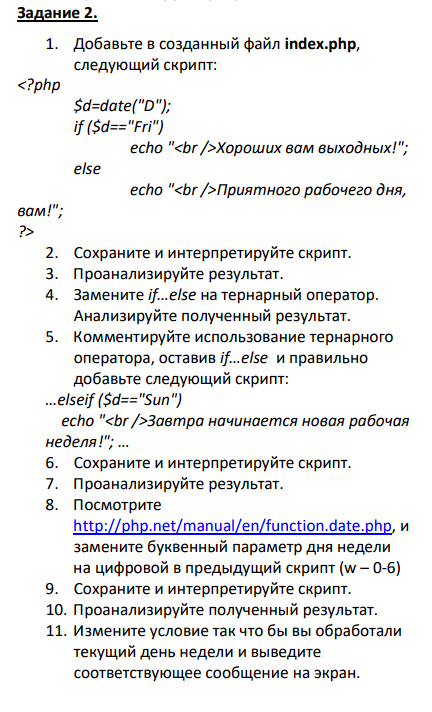 Задание 2.
1. Добавьте в созданный файл index.php,
следующий скрипт:
<?php
$d=date("D");
if ($d=="Fri")
echo "<br />Хороших вам выходных!";
else
echo "<br />Приятного рабочего дня,
вам!";
?>
2. Сохраните и интерпретируйте скрипт.
3. Проанализируйте результат.
4. Замените if…else на тернарный оператор.
Анализируйте полученный результат.
5. Комментируйте использование тернарного
оператора, оставив if…else и правильно
добавьте следующий скрипт:
…elseif ($d=="Sun")
echo "<br />Завтра начинается новая рабочая
неделя!"; …
6. Сохраните и интерпретируйте скрипт.
7. Проанализируйте результат.
8. Посмотрите
http://php.net/manual/en/function.date.php, и
замените буквенный параметр дня недели
на цифровой в предыдущий скрипт (w – 0-6)
9. Сохраните и интерпретируйте скрипт.
10. Проанализируйте полученный результат.
11. Измените условие так что бы вы обработали
текущий день недели и выведите
соответствующее сообщение на экран.